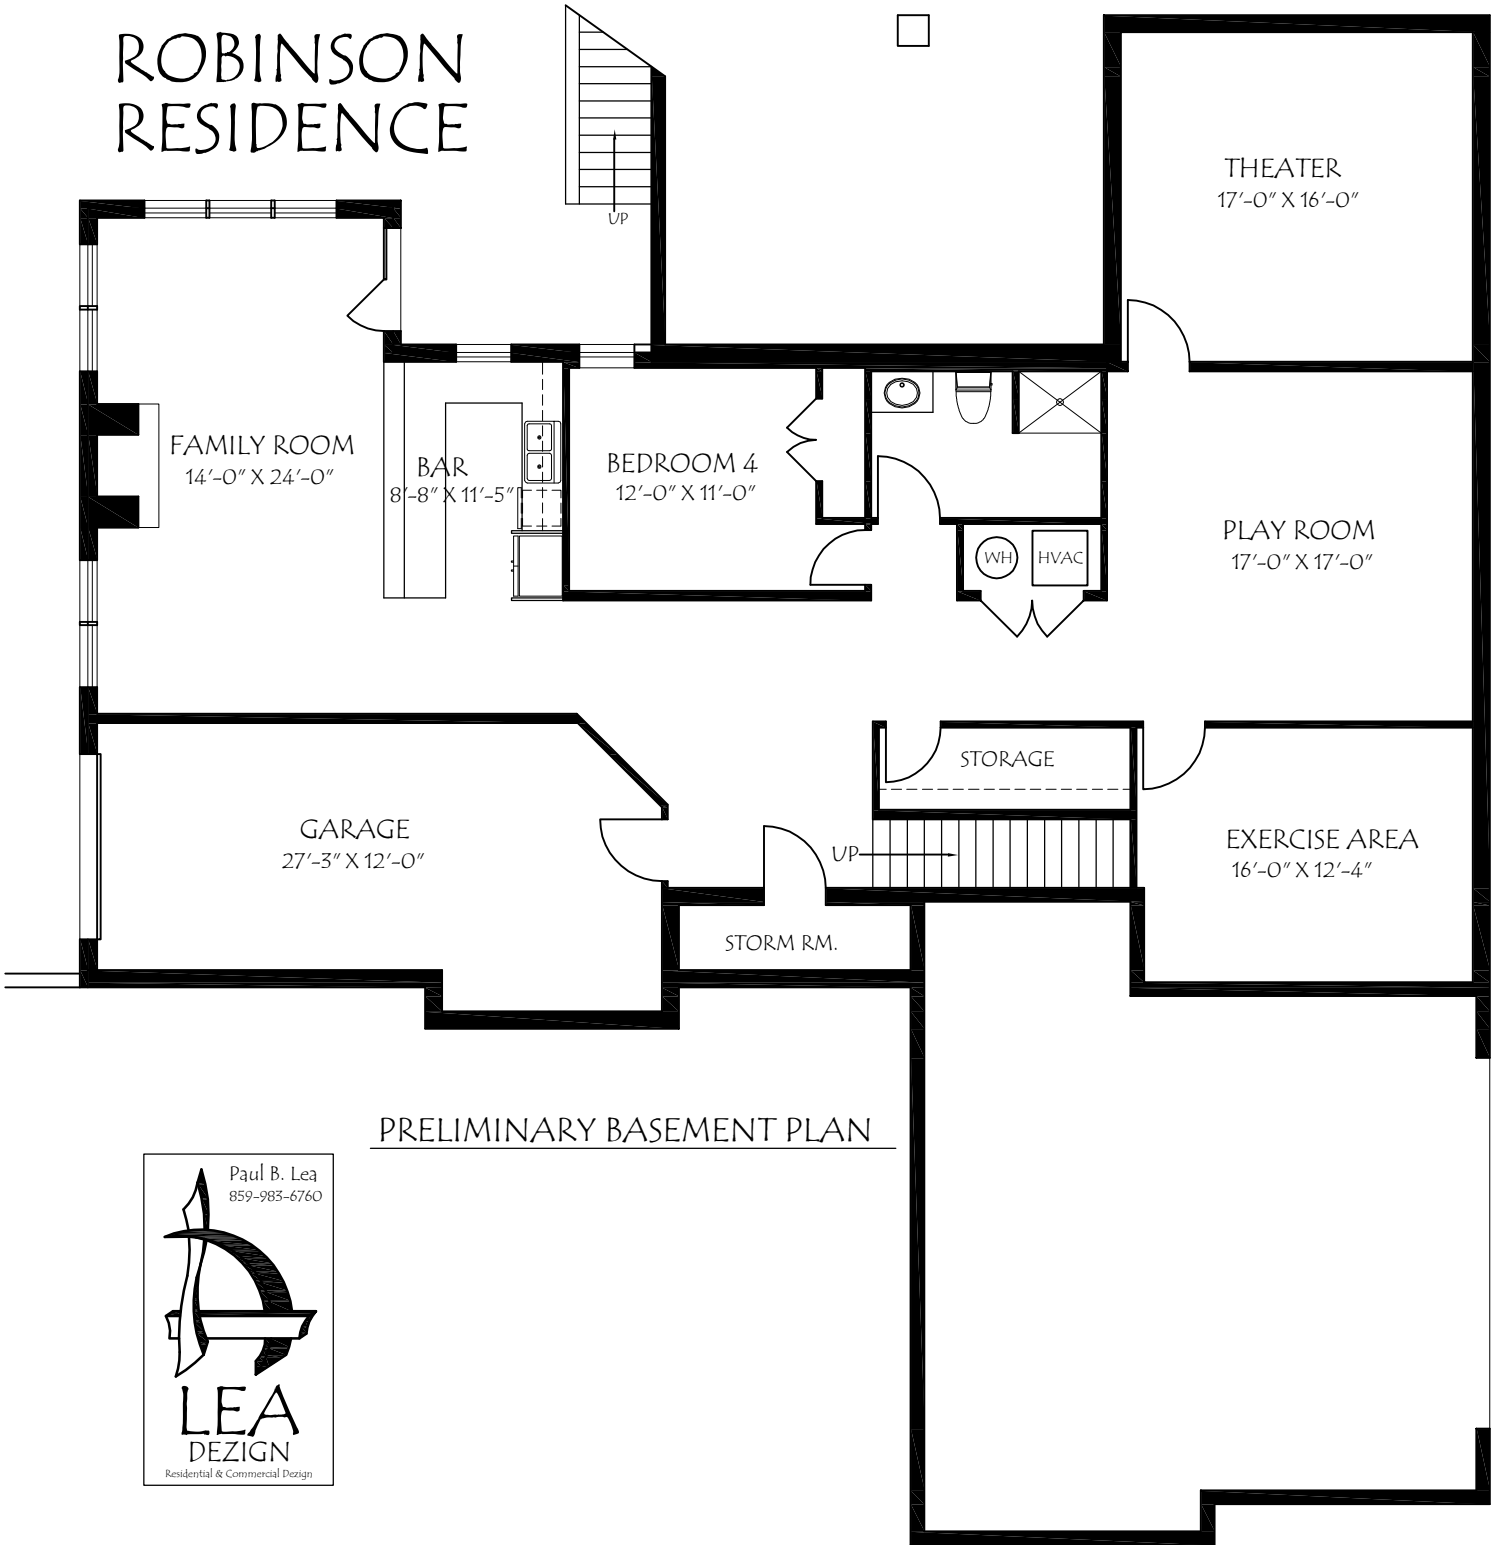 ROBINSON
RESIDENCE
UP
THEATER
17'-0" X 16'-0"
FAMILY ROOM
14'-0" X 24'-0"
BAR
8'-8" X 11'-5"
BEDROOM 4
12'-0" X 11'-0"
WH
HVAC
PLAY ROOM
17'-0" X 17'-0"
STORAGE
GARAGE
27'-3" X 12'-0"
UP
EXERCISE AREA
16'-0" X 12'-4"
STORM RM.
PRELIMINARY BASEMENT PLAN
Paul B. Lea
859-983-6760
LEA
DEZIGN
Residential & Commercial Dezign